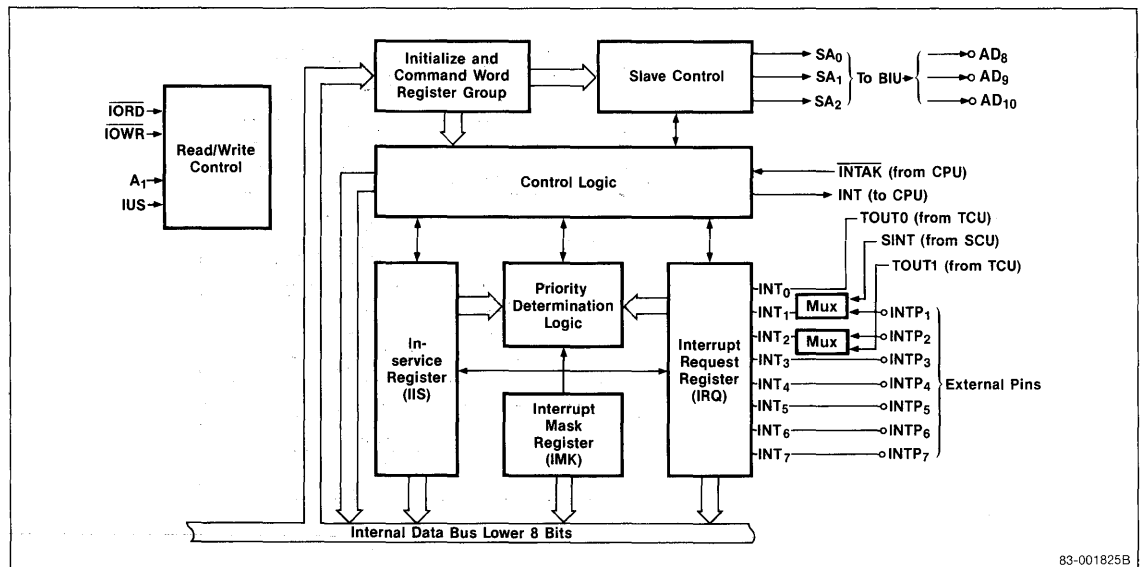 Initialize and
Command Word
Register Group
Slave Control
SA0
SA1
SA2
To BIU
AD8
AD9
AD10
IORD
IOWR
A1
IUS
Read/Write
Control
Control Logic
INTAK (from CPU)
INT (to CPU)
TOUT0 (from TCU)
SINT (from SCU)
TOUT1 (from TCU)
In-
service
Register
(IIS)
Priority
Determination
Logic
Interrupt
Mask
Register
(IMK)
Interrupt
Request
Register
(IRQ)
INT0
INT1
Mux
INTP1
INT2
Mux
INTP2
INT3
INTP3
INT4
INTP4
INT5
INTP5
INT6
INTP6
INT7
INTP7
External Pins
Internal Data Bus Lower 8 Bits
83-001825B